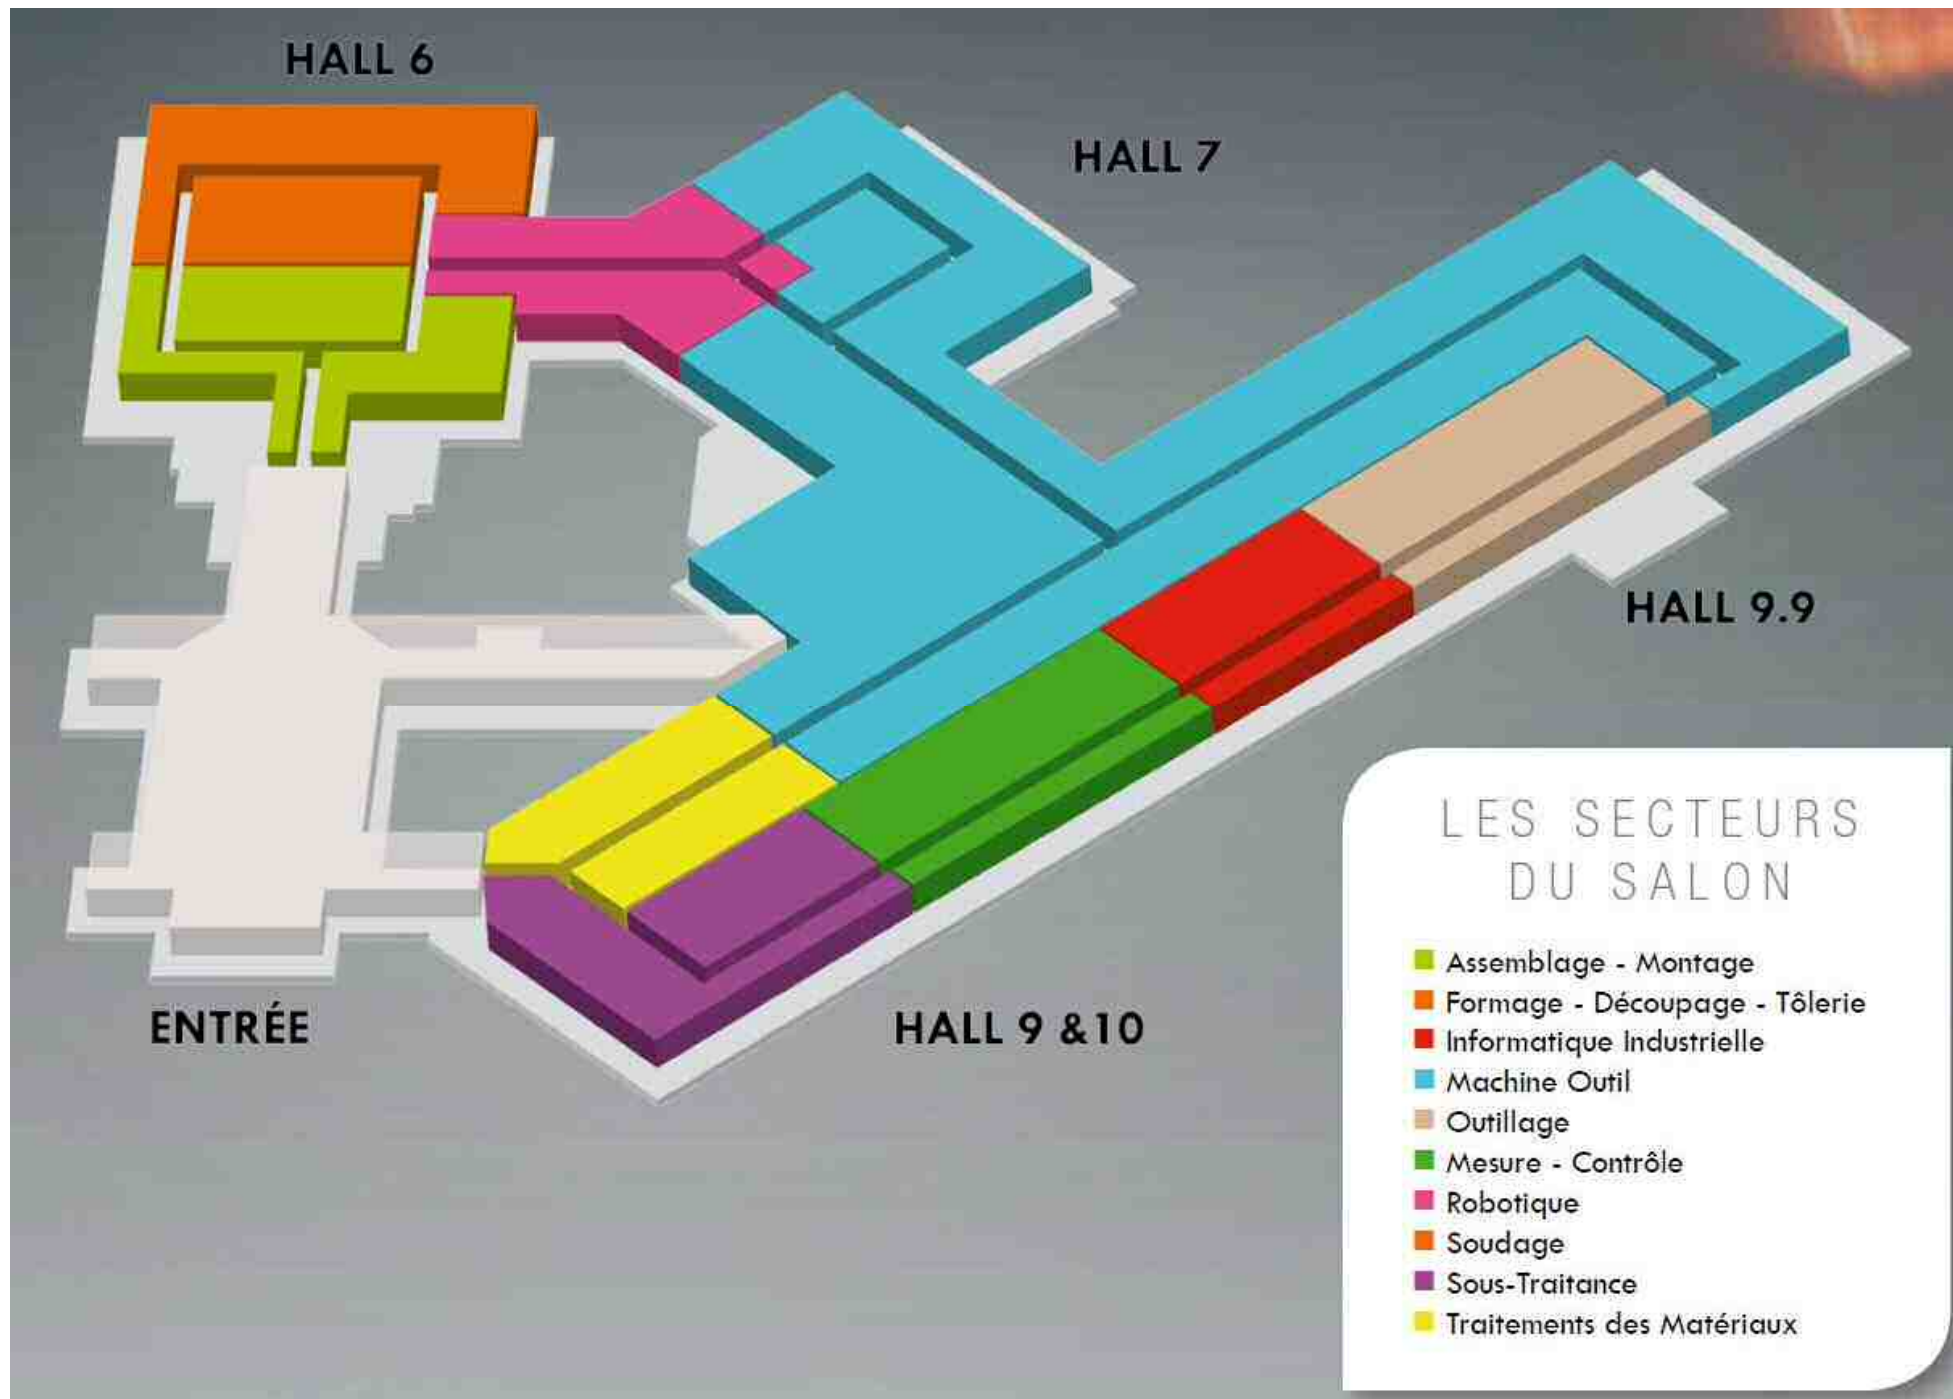 HALL 6
HALL 7
HALL 9.9
ENTRÉE
HALL 9 &10
LES SECTEURS
DU SALON
Assemblage - Montage
Formage - Découpage - Tôlerie
Informatique Industrielle
Machine Outil
Outillage
Mesure - Contrôle
Robotique
Soudage
Sous-Traitance
Traitements des Matériaux